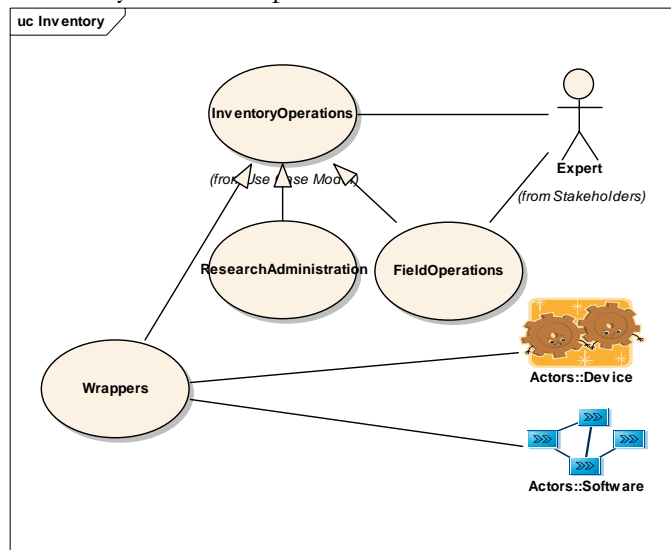 uc Inventory
InventoryOperations
(from Use Case Model)
Expert
(from Stakeholders)
ResearchAdministration
FieldOperations
Wrappers
Actors::Device
Actors::Software